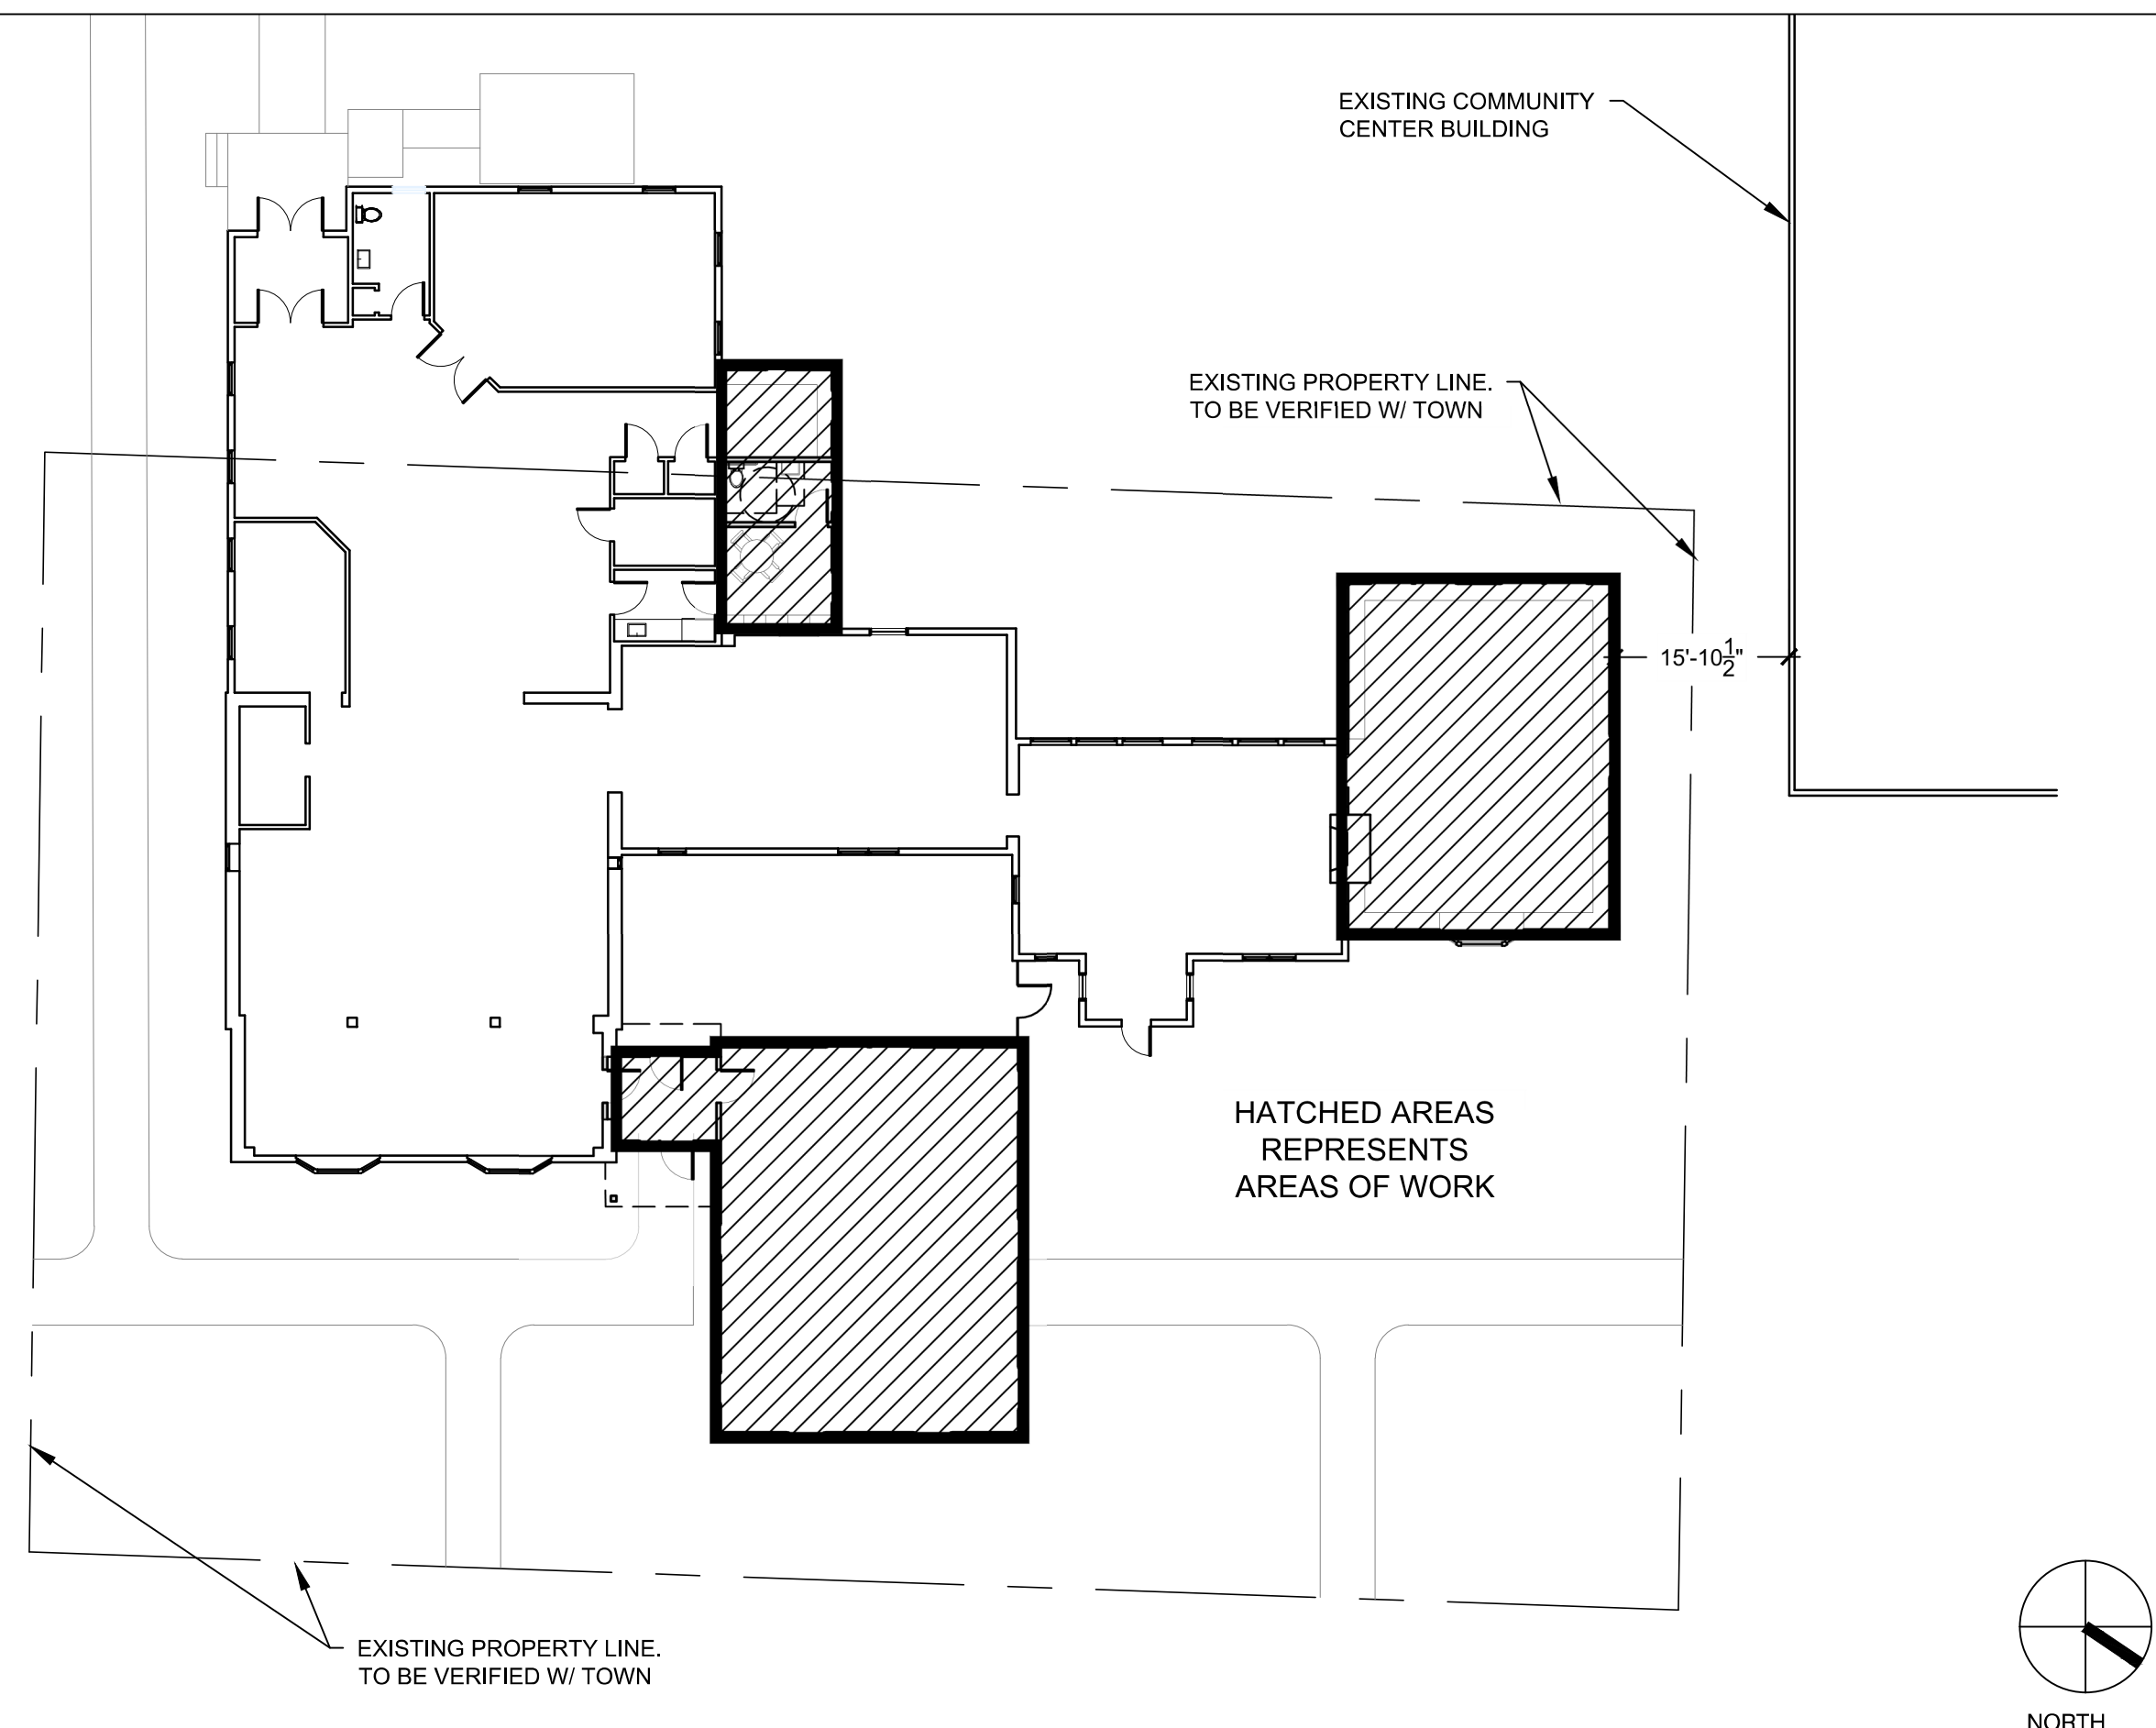 EXISTING COMMUNITY
CENTER BUILDING
EXISTING PROPERTY LINE.
TO BE VERIFIED W/ TOWN
15'-10 1/2"
HATCHED AREAS
REPRESENTS
AREAS OF WORK
EXISTING PROPERTY LINE.
TO BE VERIFIED W/ TOWN
NORTH